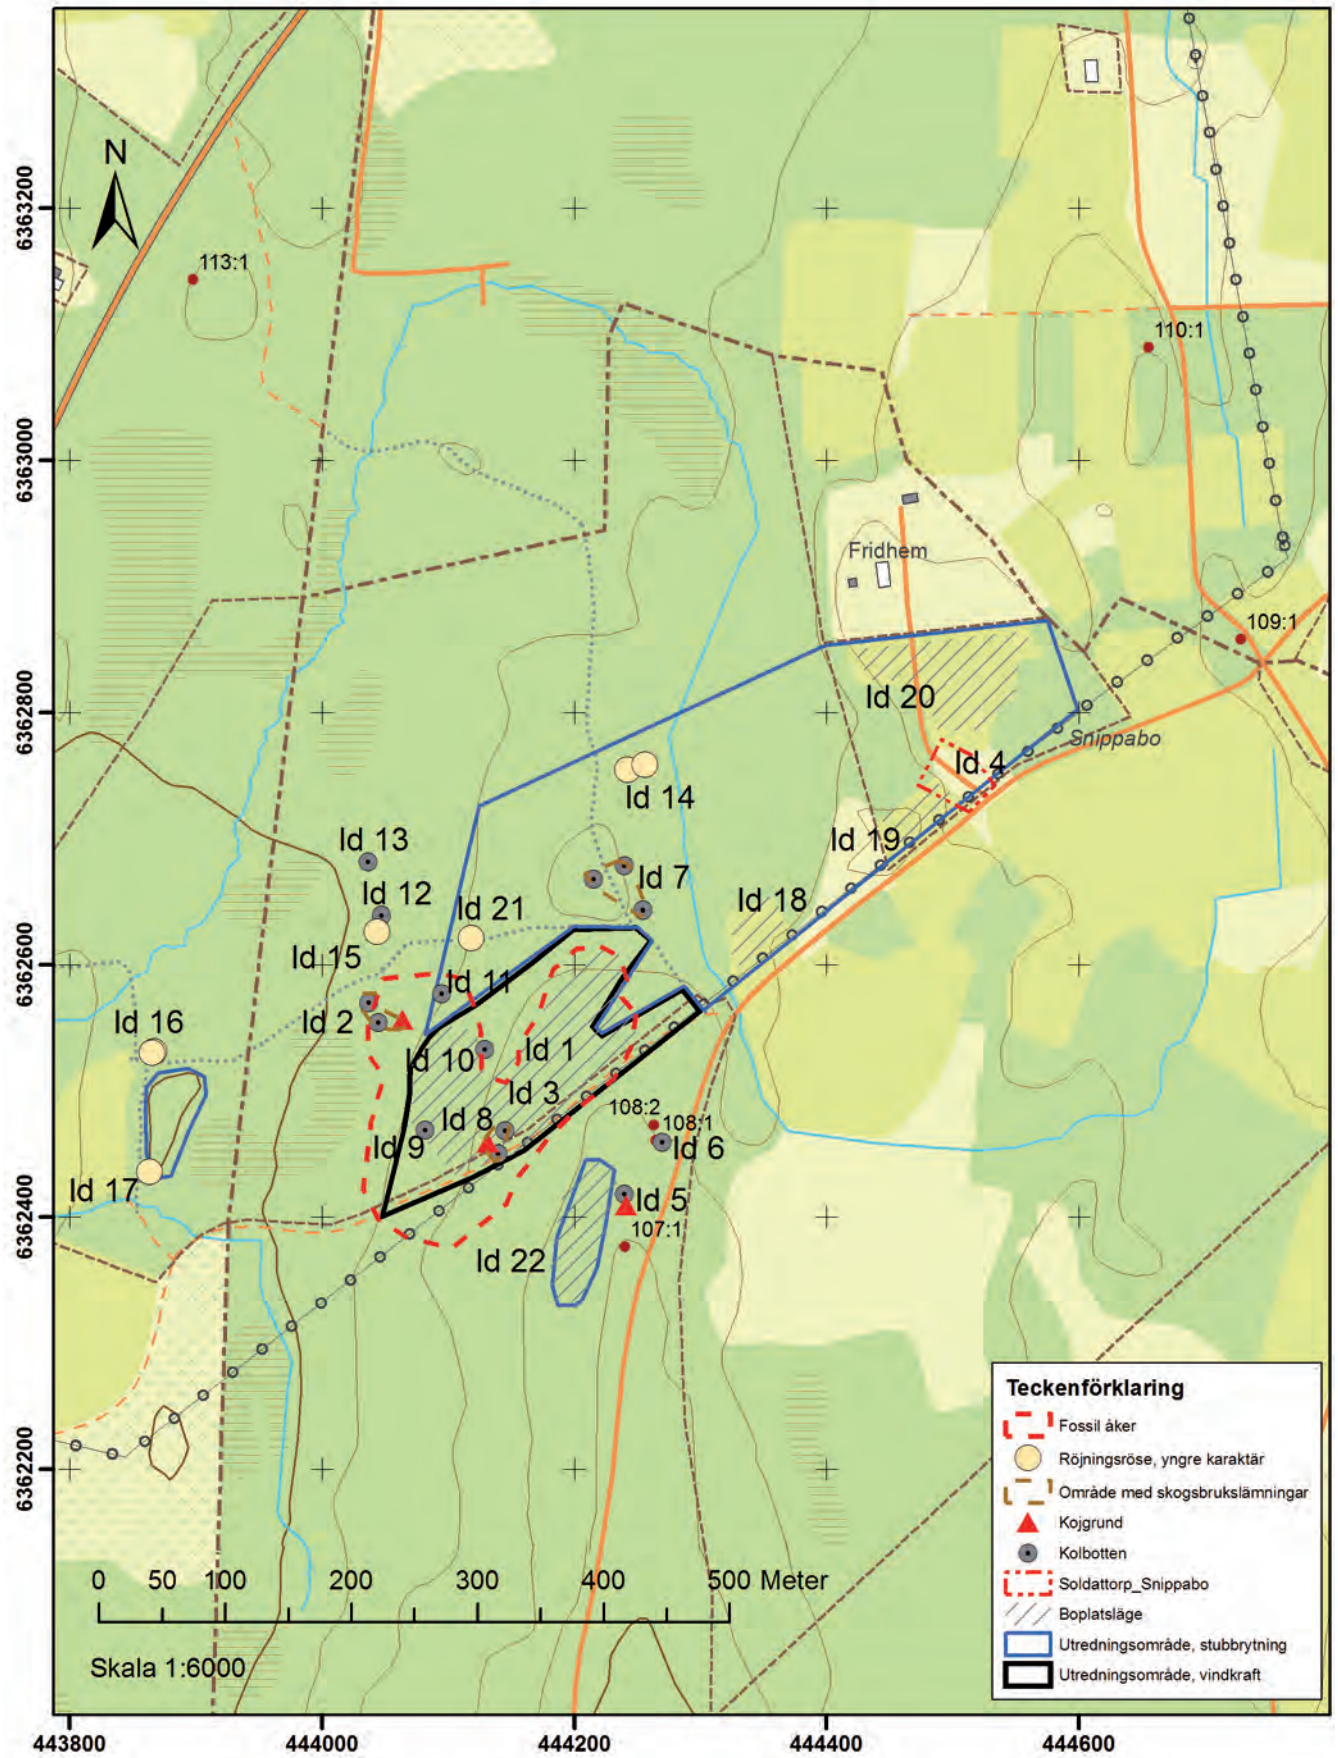 N
6363200
6363000
6362800
6362600
6362400
6362200
113:1
110:1
Fridhem
109:1
Id 20
Snippabo
Id 4
Id 14
Id 19
Id 13
Id 7
Id 12
Id 21
Id 18
Id 15
Id 11
Id 16
Id 2
Id 10
Id 1
Id 3
108:2
Id 8
108:1
Id 9
Id 6
Id 17
Id 5
107:1
Id 22
Teckenförklaring
Fossil åker
Röjningsröse, yngre karaktär
Område med skogsbrukslämningar
Kojgrund
Kolbotten
Soldattorp_Snippabo
Boplatsläge
Utredningsområde, stubbrytning
Utredningsområde, vindkraft
0 50 100 200 300 400 500 Meter
Skala 1:6000
443800 444000 444200 444400 444600